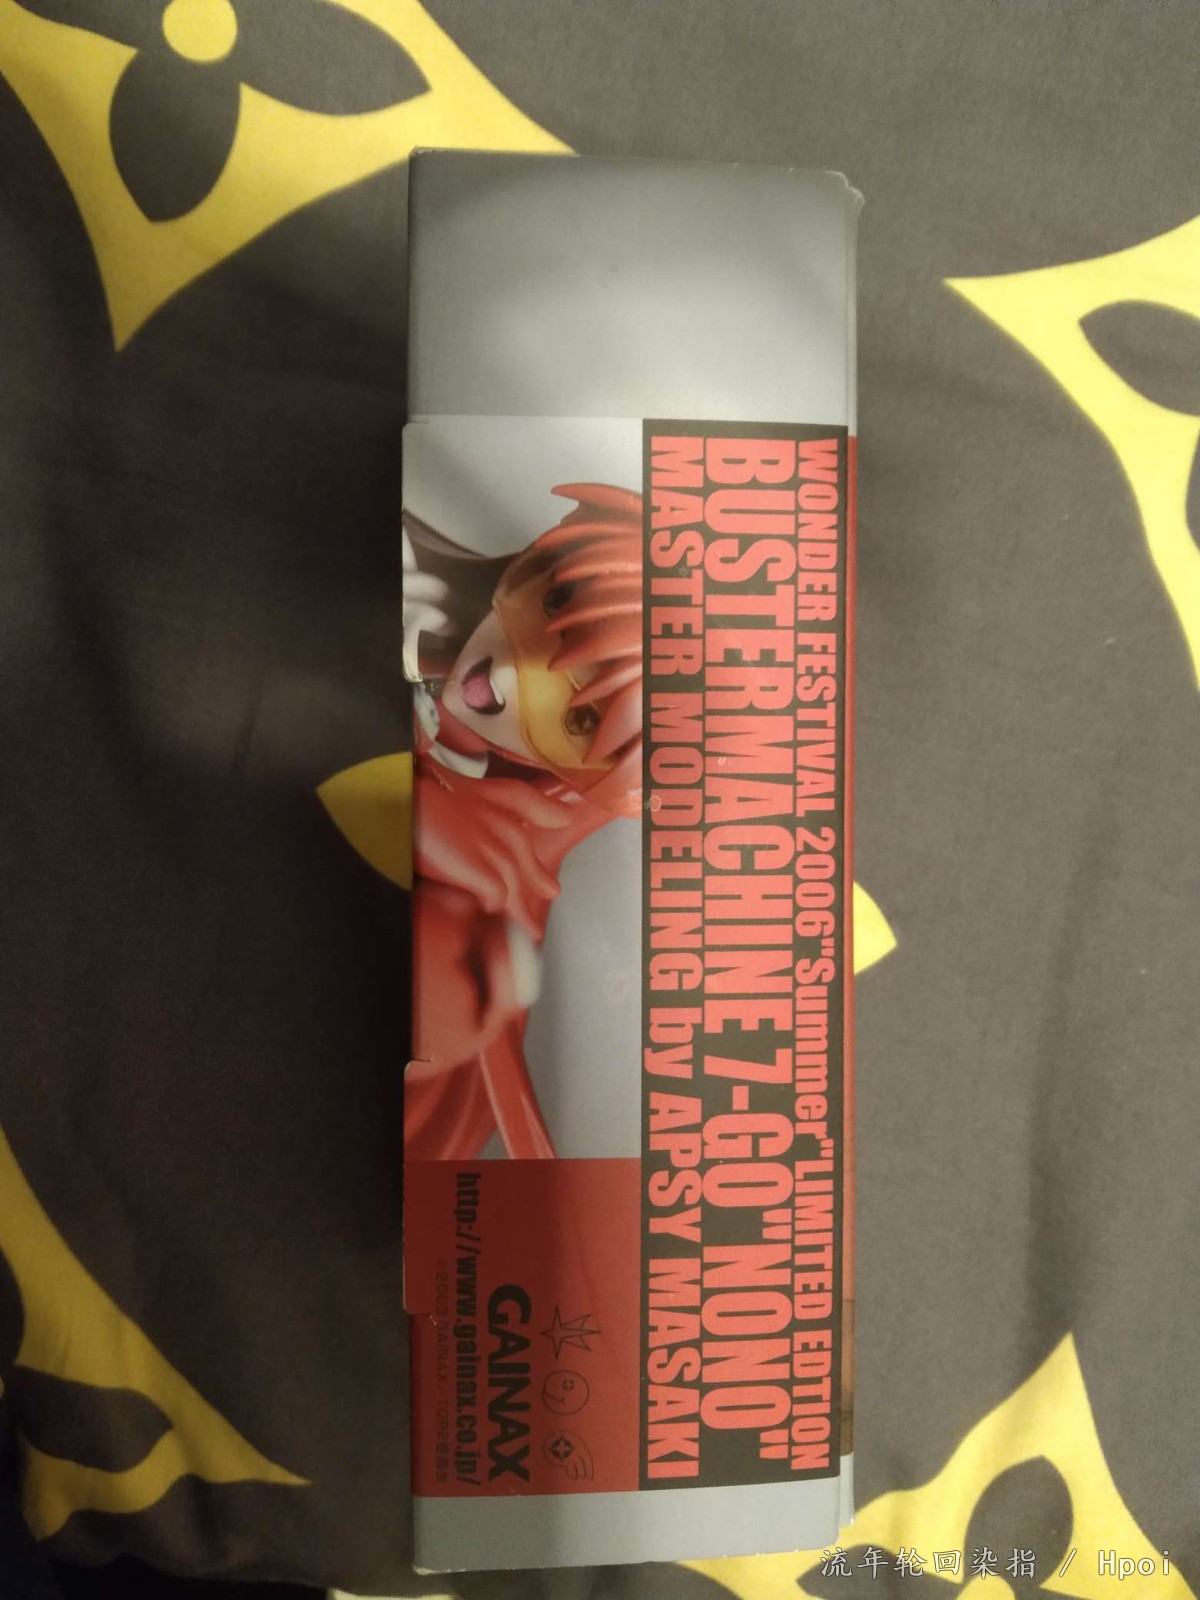 WONDER FESTIVAL 2006"Summer"LIMITED EDTION
BUSTERMACHINE 7-GO"NONO"
MASTER MODELING by APSY MASAKI
GAINAX
http://www.gainax.co.jp/
流年轮回染指 / Hpoi